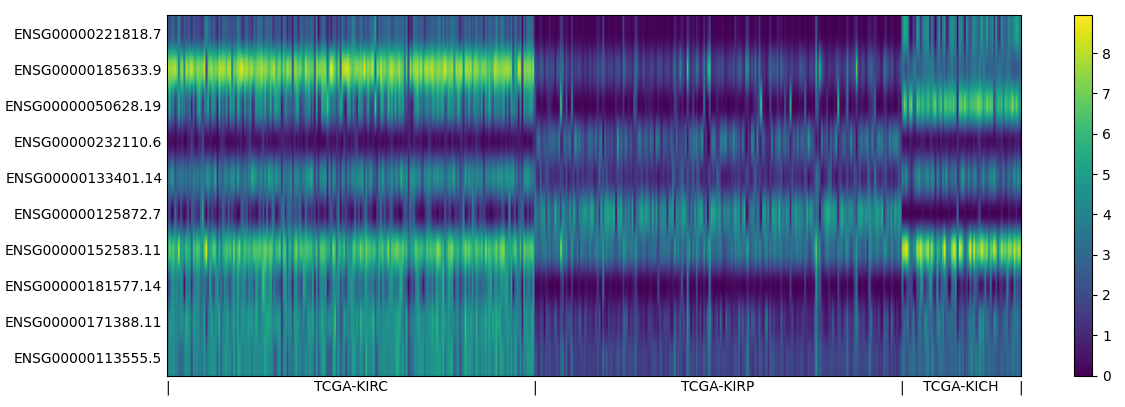 ENSG00000221818.7
ENSG00000185633.9
ENSG00000050628.19
ENSG00000232110.6
ENSG00000133401.14
ENSG00000125872.7
ENSG00000152583.11
ENSG00000181577.14
ENSG00000171388.11
ENSG00000113555.5
| TCGA-KIRC | TCGA-KIRP | TCGA-KICH |
8
7
6
5
4
3
2
1
0